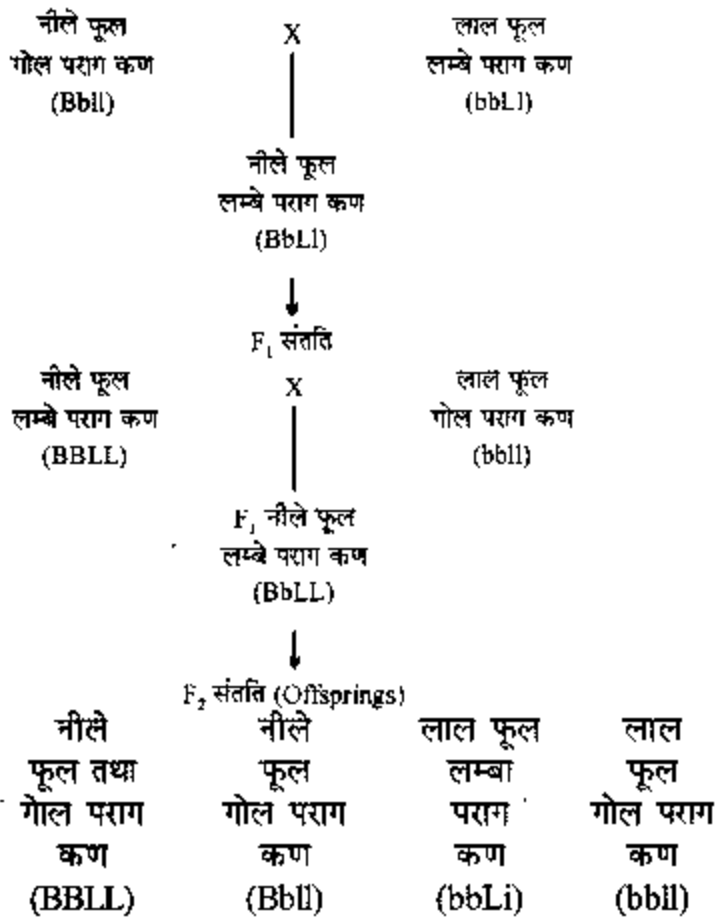 नीले फूल X लाल फूल
गोल पराग कण लम्बे पराग कण
(Bbll) (bbLl)
नीले फूल
लम्बे पराग कण
(BbLl)
F₁ संतति
नीले फूल X लाल फूल
लम्बे पराग कण गोल पराग कण
(BBLL) (bbll)
F₁ नीले फूल
लम्बे पराग कण
(BbLL)
F₂ संतति (Offsprings)
नीले नीले लाल फूल लाल
फूल तथा फूल लम्बा फूल
गोल पराग गोल पराग पराग गोल पराग
कण कण कण कण
(BBLL) (Bbll) (bbLi) (bbll)